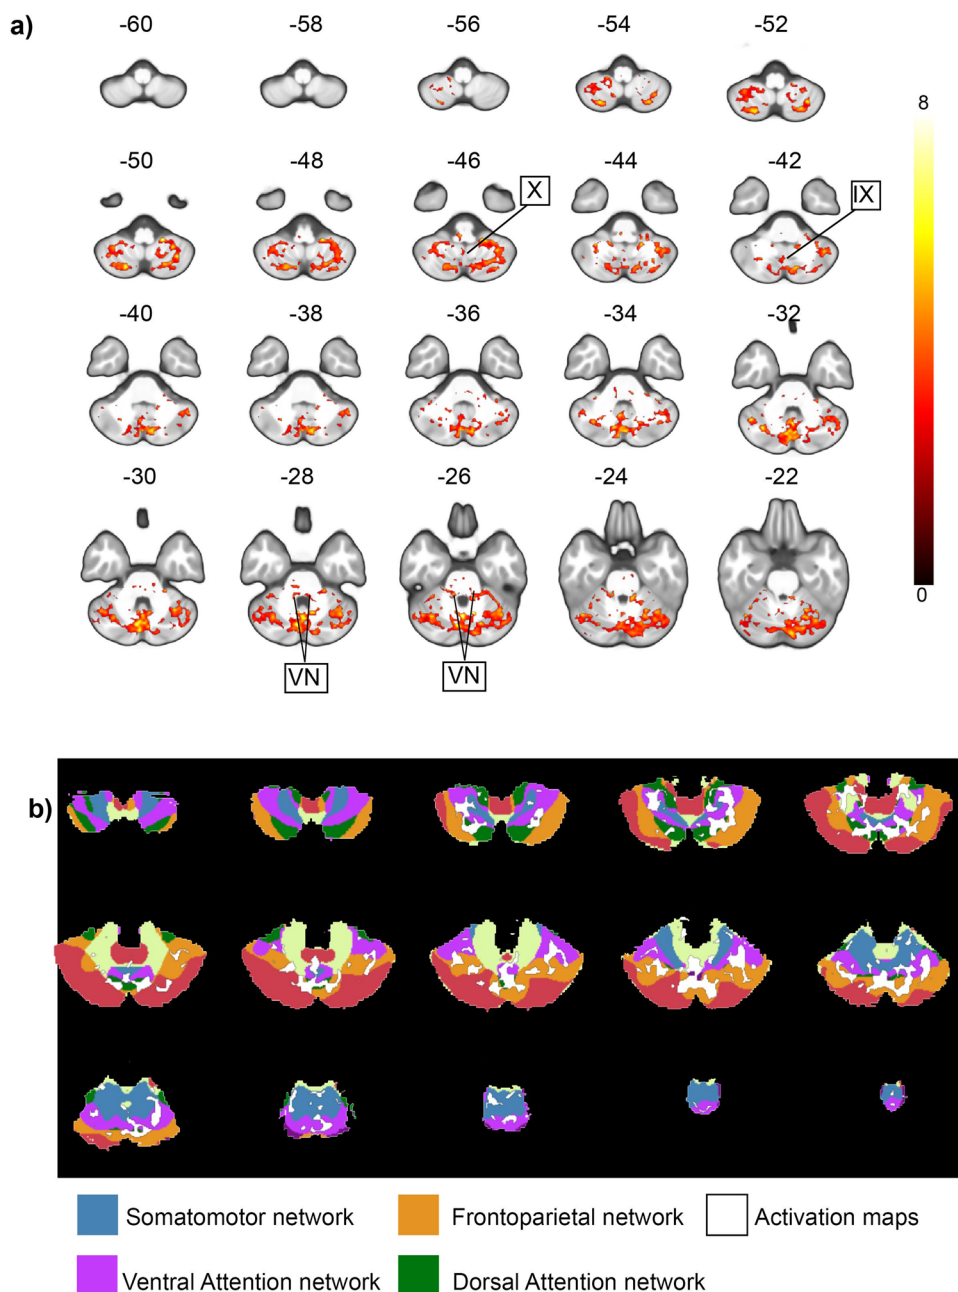 a)
-60 -58 -56 -54 -52
8
-50 -48 -46 -44 -42
X IX
-40 -38 -36 -34 -32
-30 -28 -26 -24 -22
0
VN VN
b)
Somatomotor network Frontoparietal network Activation maps
Ventral Attention network Dorsal Attention network